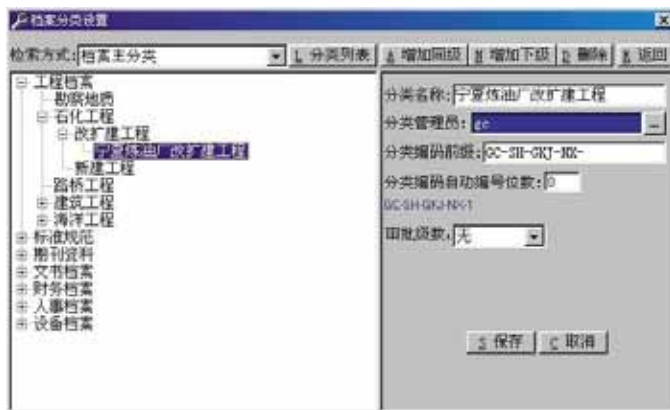 档案分类设置
检索方式: 档案主分类 L 分类列表 A 增加同级 N 增加下级 D 删除 X 返回
工程档案
勘察地质
石化工程
改扩建工程
宁夏炼油厂改扩建工程
新建工程
路桥工程
建筑工程
海洋工程
标准规范
期刊资料
文书档案
财务档案
人事档案
设备档案
分类名称: 宁夏炼油厂改扩建工程
分类管理员: gc ...
分类编码前缀: GC-SH-GKJ-NX-
分类编码自动编号位数: 0
GC-SH-GKJ-NX-1
审批级数: 无
S 保存 C 取消